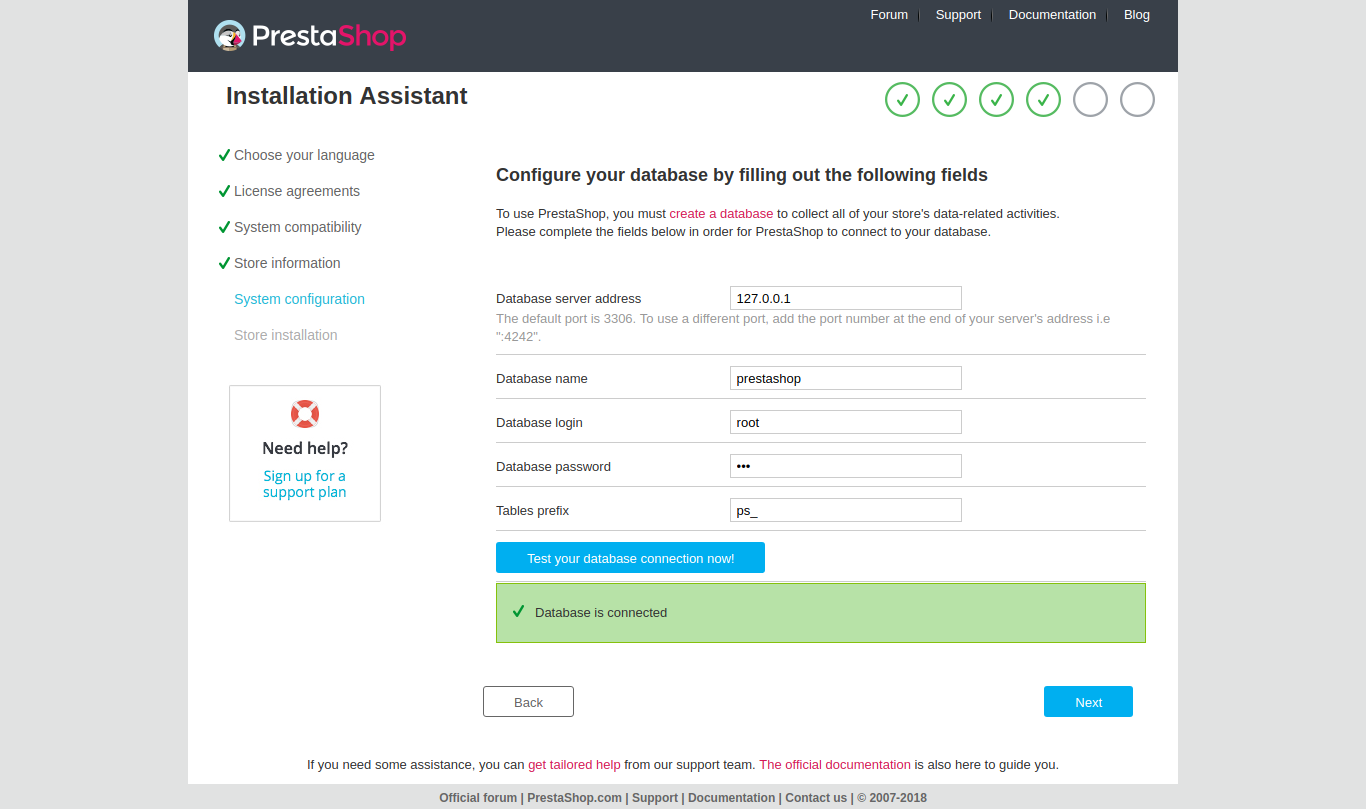 Forum
Support
Documentation
Blog
PrestaShop
Installation Assistant
Choose your language
License agreements
System compatibility
Store information
System configuration
Store installation
Need help?
Sign up for a
support plan
Configure your database by filling out the following fields
To use PrestaShop, you must create a database to collect all of your store's data-related activities.
Please complete the fields below in order for PrestaShop to connect to your database.
Database server address 127.0.0.1
The default port is 3306. To use a different port, add the port number at the end of your server's address i.e
":4242".
Database name prestashop
Database login root
Database password •••
Tables prefix ps_
Test your database connection now!
Database is connected
Back
Next
If you need some assistance, you can get tailored help from our support team. The official documentation is also here to guide you.
Official forum | PrestaShop.com | Support | Documentation | Contact us | © 2007-2018